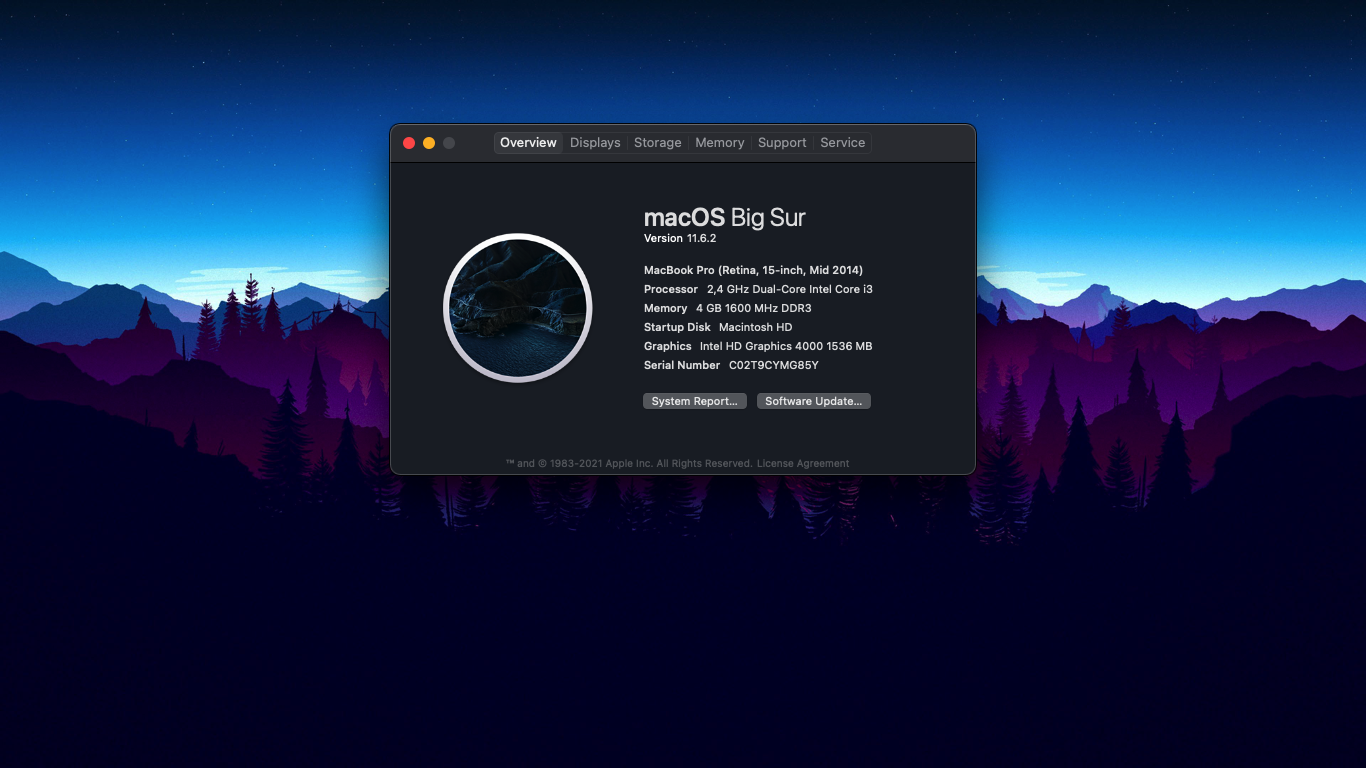 Overview Displays Storage Memory Support Service
macOS Big Sur
Version 11.6.2
MacBook Pro (Retina, 15-inch, Mid 2014)
Processor 2,4 GHz Dual-Core Intel Core i3
Memory 4 GB 1600 MHz DDR3
Startup Disk Macintosh HD
Graphics Intel HD Graphics 4000 1536 MB
Serial Number C02T9CYMG85Y
System Report... Software Update...
™ and © 1983-2021 Apple Inc. All Rights Reserved. License Agreement